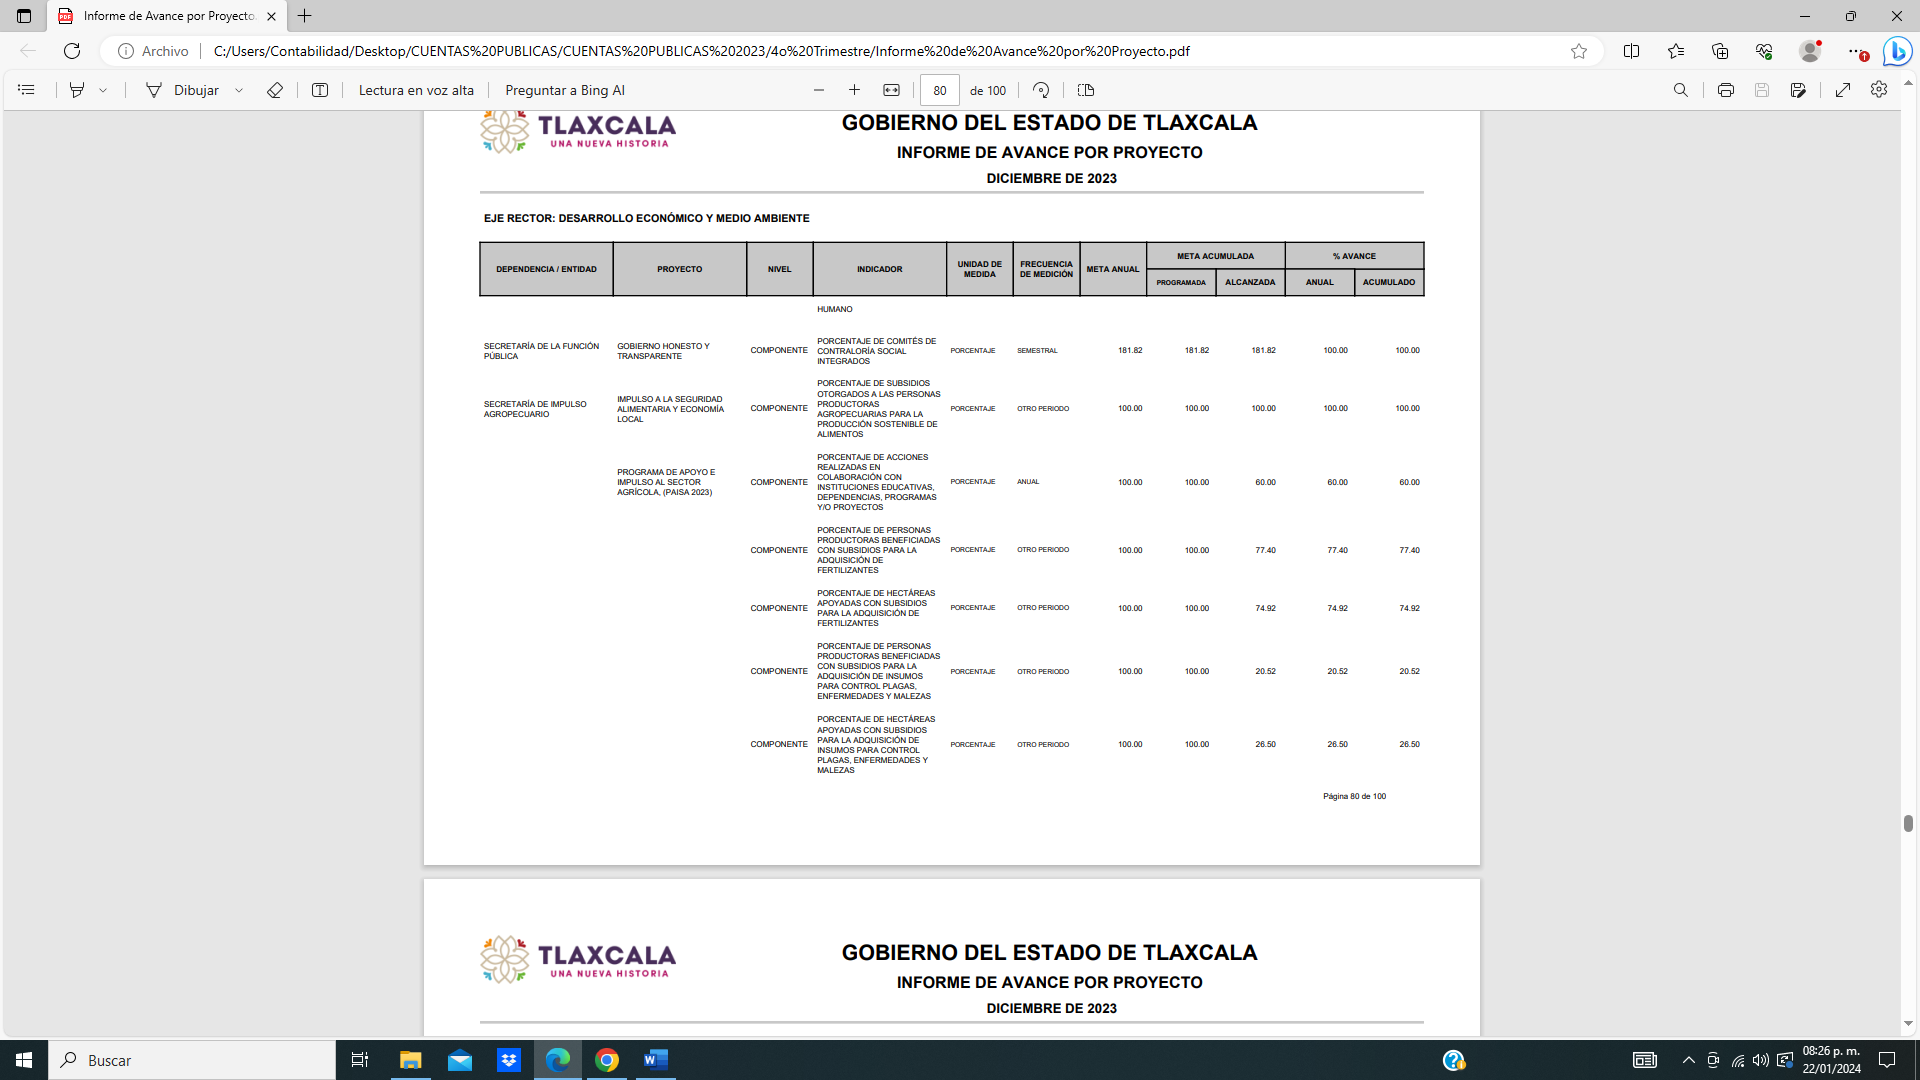 Informe de Avance por Proyecto.
Archivo
C:/Users/Contabilidad/Desktop/CUENTAS%20PUBLICAS/CUENTAS%20PUBLICAS%202023/4o%20Trimestre/Informe%20de%20Avance%20por%20Proyecto.pdf
Dibujar
Lectura en voz alta
Preguntar a Bing AI
80
de 100
TLAXCALA
UNA NUEVA HISTORIA
GOBIERNO DEL ESTADO DE TLAXCALA
INFORME DE AVANCE POR PROYECTO
DICIEMBRE DE 2023
EJE RECTOR: DESARROLLO ECONÓMICO Y MEDIO AMBIENTE
DEPENDENCIA / ENTIDAD
PROYECTO
NIVEL
INDICADOR
UNIDAD DE
MEDIDA
FRECUENCIA
DE MEDICIÓN
META ANUAL
META ACUMULADA
PROGRAMADA
ALCANZADA
% AVANCE
ANUAL
ACUMULADO
HUMANO
SECRETARÍA DE LA FUNCIÓN
PÚBLICA
GOBIERNO HONESTO Y
TRANSPARENTE
COMPONENTE
PORCENTAJE DE COMITÉS DE
CONTRALORÍA SOCIAL
INTEGRADOS
PORCENTAJE
SEMESTRAL
181.82
181.82
181.82
100.00
100.00
SECRETARÍA DE IMPULSO
AGROPECUARIO
IMPULSO A LA SEGURIDAD
ALIMENTARIA Y ECONOMÍA
LOCAL
COMPONENTE
PORCENTAJE DE SUBSIDIOS
OTORGADOS A LAS PERSONAS
PRODUCTORAS
AGROPECUARIAS PARA LA
PRODUCCIÓN SOSTENIBLE DE
ALIMENTOS
PORCENTAJE
OTRO PERIODO
100.00
100.00
100.00
100.00
100.00
PROGRAMA DE APOYO E
IMPULSO AL SECTOR
AGRÍCOLA, (PAISA 2023)
COMPONENTE
PORCENTAJE DE ACCIONES
REALIZADAS EN
COLABORACIÓN CON
INSTITUCIONES EDUCATIVAS,
DEPENDENCIAS, PROGRAMAS
Y/O PROYECTOS
PORCENTAJE
ANUAL
100.00
100.00
60.00
60.00
60.00
COMPONENTE
PORCENTAJE DE PERSONAS
PRODUCTORAS BENEFICIADAS
CON SUBSIDIOS PARA LA
ADQUISICIÓN DE
FERTILIZANTES
PORCENTAJE
OTRO PERIODO
100.00
100.00
77.40
77.40
77.40
COMPONENTE
PORCENTAJE DE HECTÁREAS
APOYADAS CON SUBSIDIOS
PARA LA ADQUISICIÓN DE
FERTILIZANTES
PORCENTAJE
OTRO PERIODO
100.00
100.00
74.92
74.92
74.92
COMPONENTE
PORCENTAJE DE PERSONAS
PRODUCTORAS BENEFICIADAS
CON SUBSIDIOS PARA LA
ADQUISICIÓN DE INSUMOS
PARA CONTROL PLAGAS,
ENFERMEDADES Y MALEZAS
PORCENTAJE
OTRO PERIODO
100.00
100.00
20.52
20.52
20.52
COMPONENTE
PORCENTAJE DE HECTÁREAS
APOYADAS CON SUBSIDIOS
PARA LA ADQUISICIÓN DE
INSUMOS PARA CONTROL
PLAGAS, ENFERMEDADES Y
MALEZAS
PORCENTAJE
OTRO PERIODO
100.00
100.00
26.50
26.50
26.50
Página 80 de 100
TLAXCALA
UNA NUEVA HISTORIA
GOBIERNO DEL ESTADO DE TLAXCALA
INFORME DE AVANCE POR PROYECTO
DICIEMBRE DE 2023
Buscar
08:26 p. m.
22/01/2024